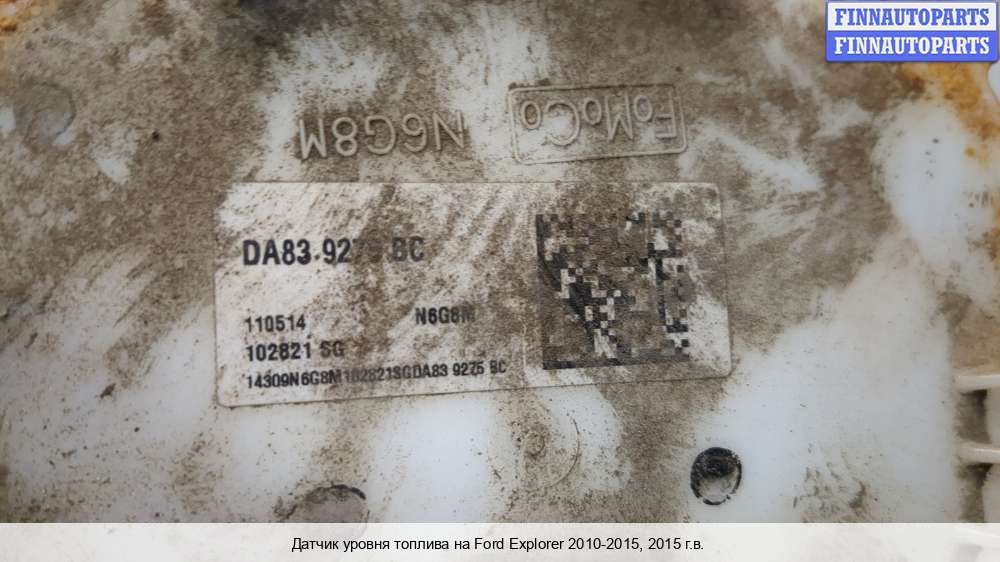 FINNAUTOPARTS
FINNAUTOPARTS
FoMoCo
N6G8M
DA83 9275 BC
110514
N6G8M
102821 SG
14309N6G8M102821SGDA83 9275 BC
Датчик уровня топлива на Ford Explorer 2010-2015, 2015 г.в.